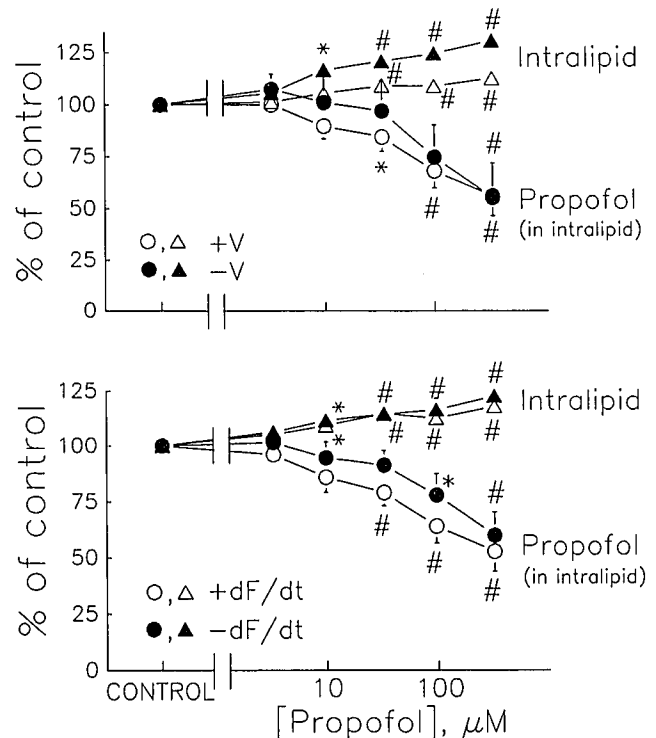 125
100
75
50
25
0
% of control
* # # #
# # #
Intralipid
#
* # #
Propofol
(in intralipid)
○, △ +V
●, ▲ −V
125
100
75
50
25
0
% of control
* # # #
* # # #
Intralipid
* #
# # #
Propofol
(in intralipid)
○, △ +dF/dt
●, ▲ −dF/dt
CONTROL
10
100
[Propofol], μM